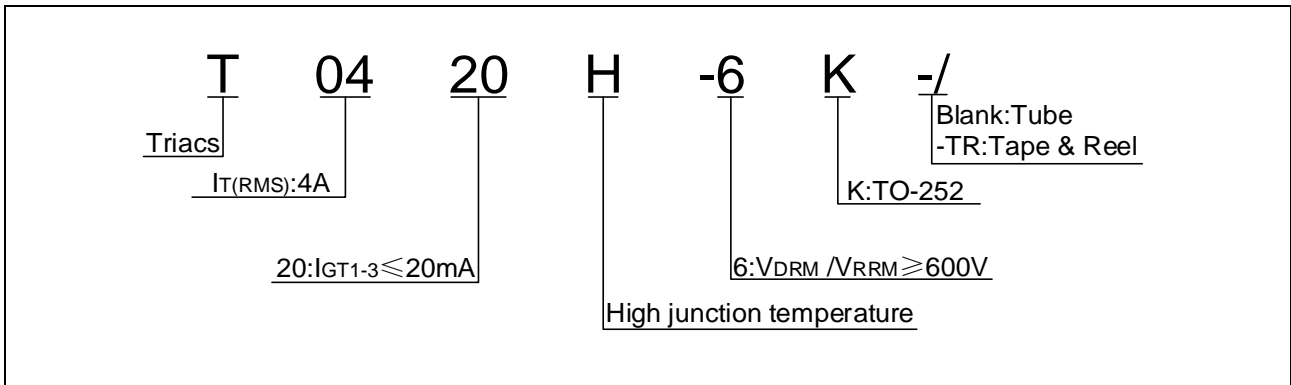 T 04 20 H -6 K -/
Blank:Tube
Triacs
-TR:Tape & Reel
IT(RMS):4A
K:TO-252
20:IGT1-3≤20mA
6:VDRM /VRRM≥600V
High junction temperature